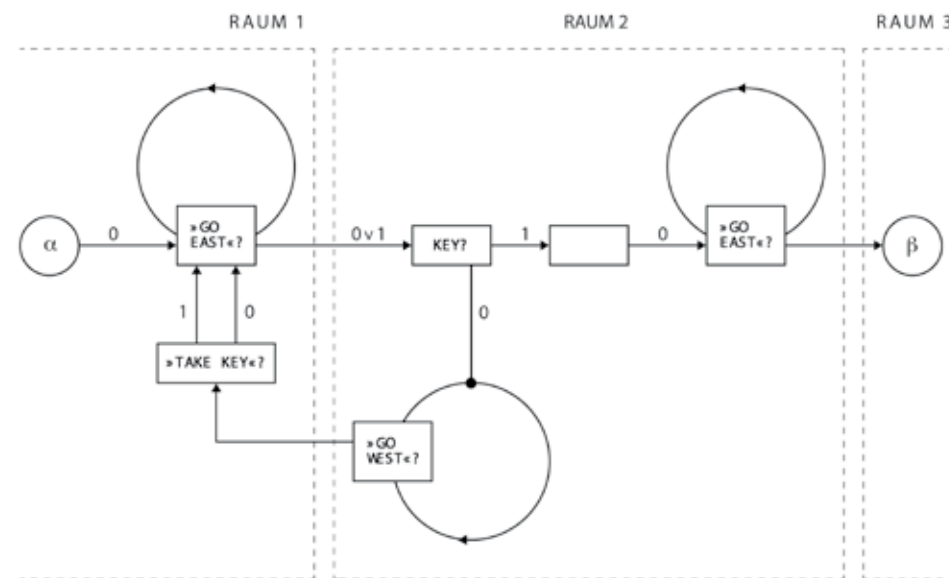 RAUM 1
RAUM 2
RAUM 3
α
0
»GO
EAST«?
0 v 1
KEY?
1
0
»GO
EAST«?
β
1
0
0
»TAKE KEY«?
»GO
WEST«?